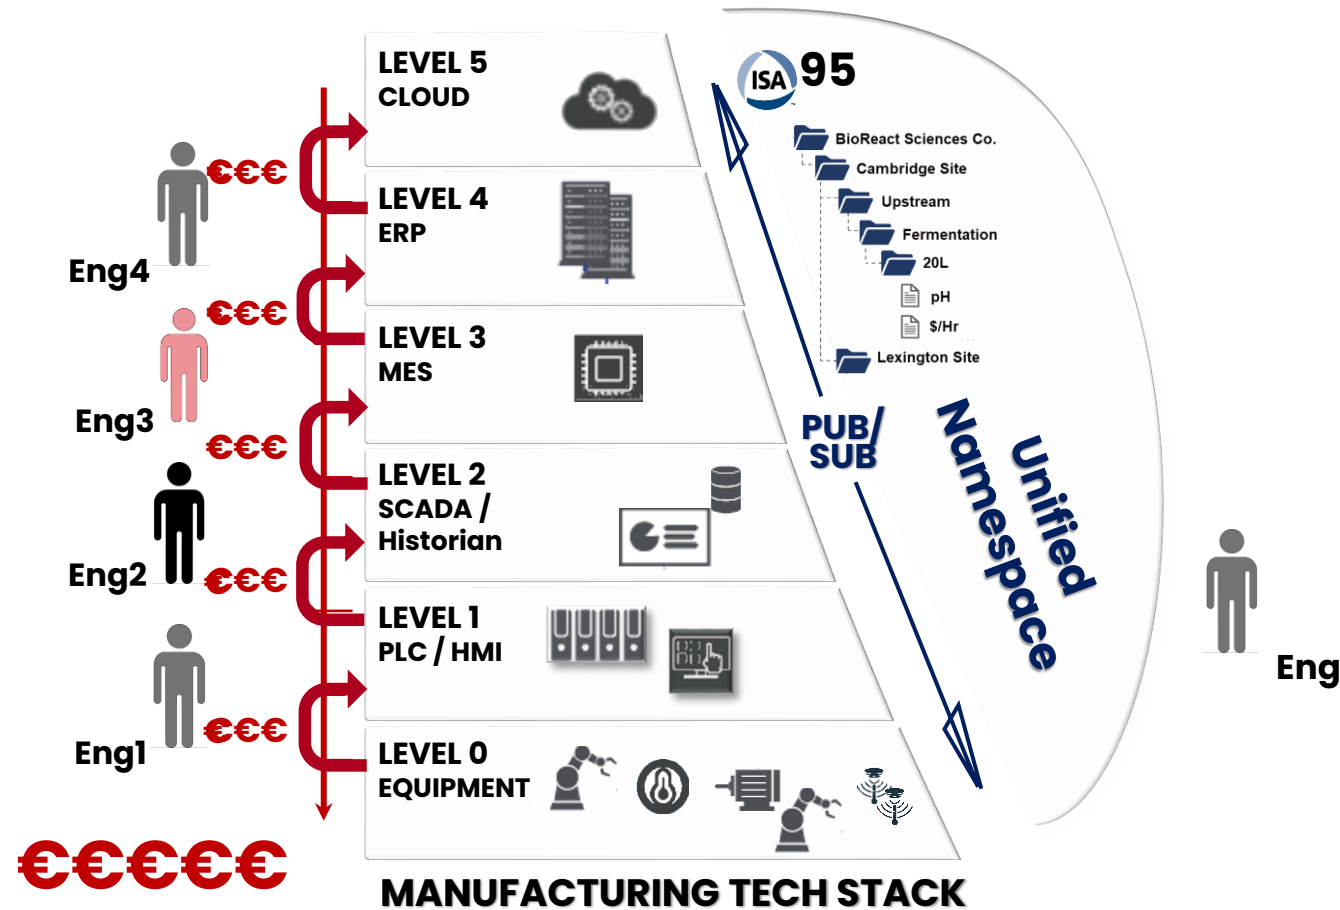 LEVEL 5
CLOUD
ISA 95
BioReact Sciences Co.
Cambridge Site
Upstream
Fermentation
20L
pH
$/Hr
Lexington Site
€€€
LEVEL 4
ERP
Eng4
€€€
LEVEL 3
MES
Eng3
€€€
PUB/
SUB
Unified
Namespace
LEVEL 2
SCADA /
Historian
Eng2
€€€
LEVEL 1
PLC / HMI
Eng
Eng1
€€€
LEVEL 0
EQUIPMENT
€€€€€
MANUFACTURING TECH STACK